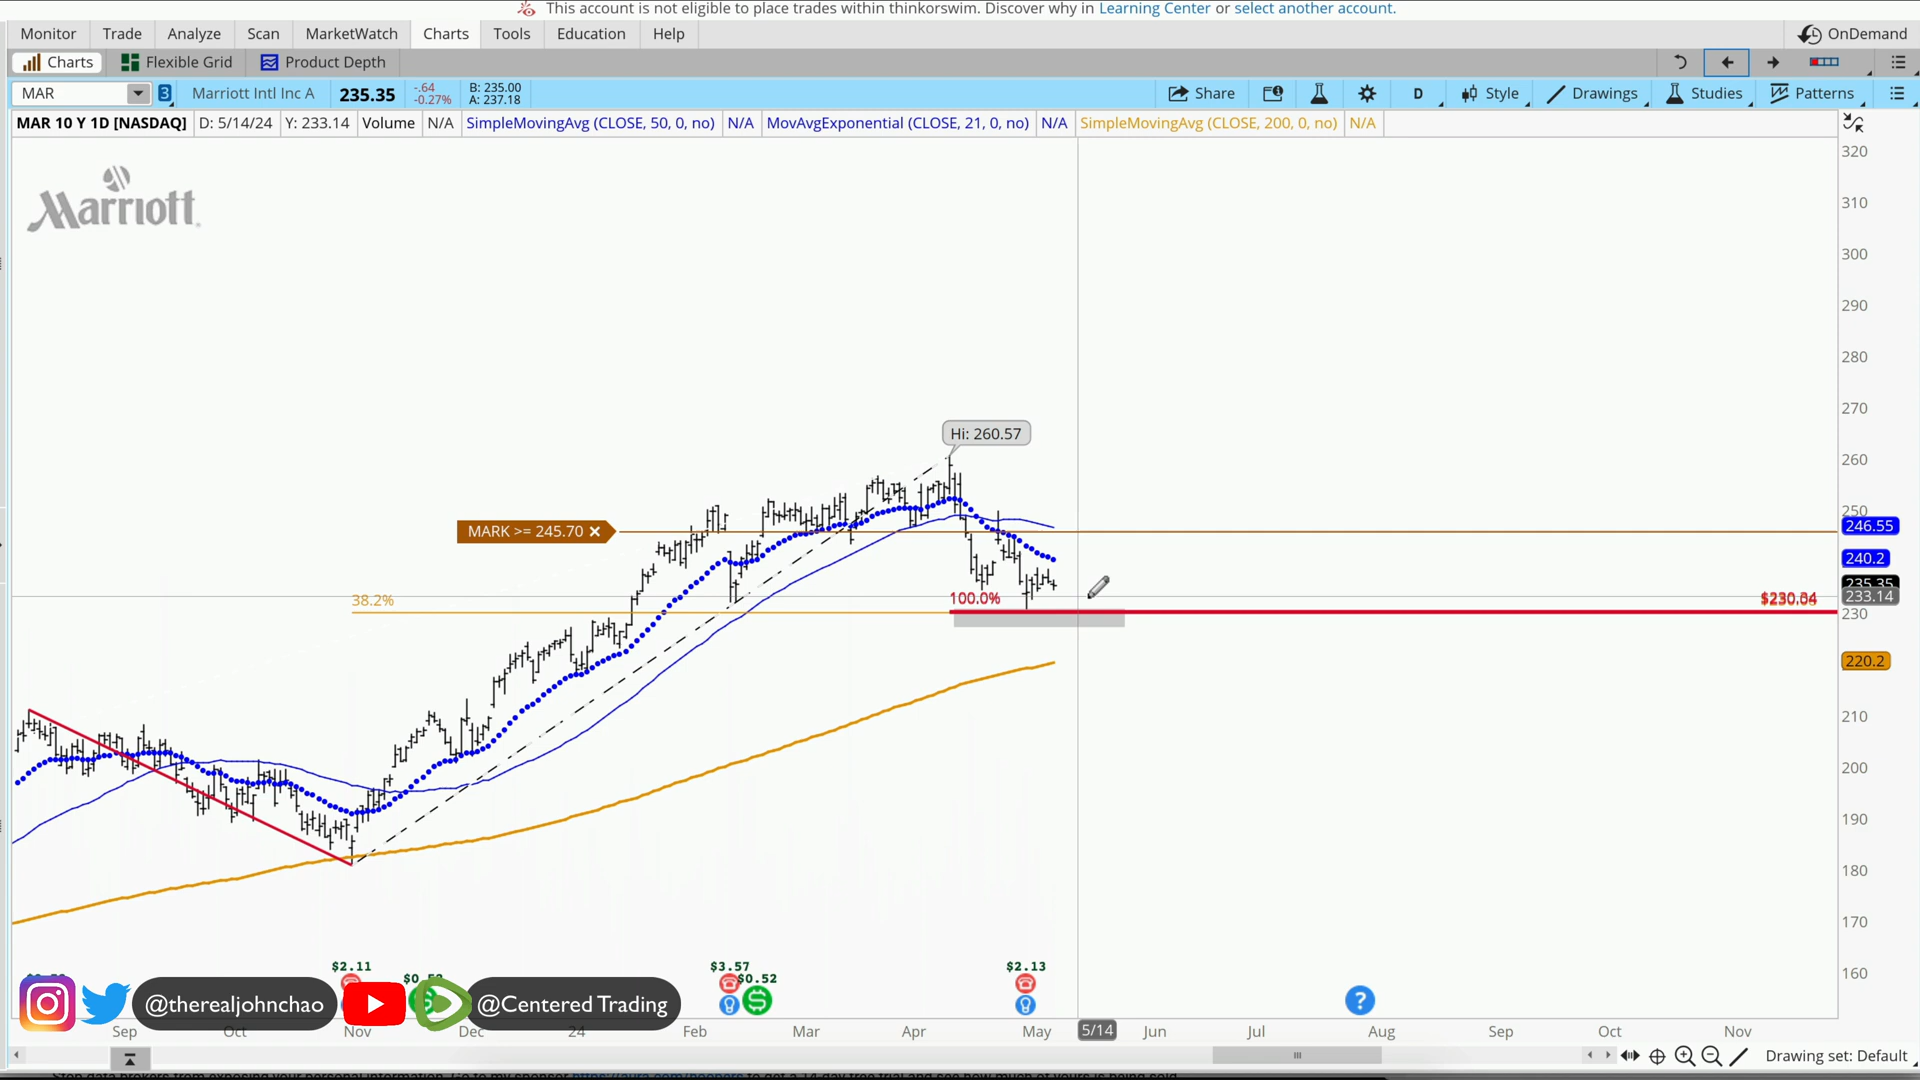 This account is not eligible to place trades within thinkorswim. Discover why in Learning Center or select another account.
Monitor Trade Analyze Scan MarketWatch Charts Tools Education Help OnDemand
Charts Flexible Grid Product Depth
MAR 3 Marriott Intl Inc A 235.35 -.64 -0.27% B: 235.00 A: 237.18 Share D Style Drawings Studies Patterns
MAR 10 Y 1D [NASDAQ] D: 5/14/24 Y: 233.14 Volume N/A SimpleMovingAvg (CLOSE, 50, 0, no) N/A MovAvgExponential (CLOSE, 21, 0, no) N/A SimpleMovingAvg (CLOSE, 200, 0, no) N/A
Marriott
320
310
300
290
280
270
Hi: 260.57
260
250
MARK >= 245.70 ×
246.55
240.2
235.35
38.2%
100.0%
$230.04
233.14
230
220.2
210
200
190
180
170
160
$2.11
$3.57
$0.52
$2.13
@therealjohnchao
@Centered Trading
?
Sep Oct Nov Dec 24 Feb Mar Apr May 5/14 Jun Jul Aug Sep Oct Nov
Drawing set: Default